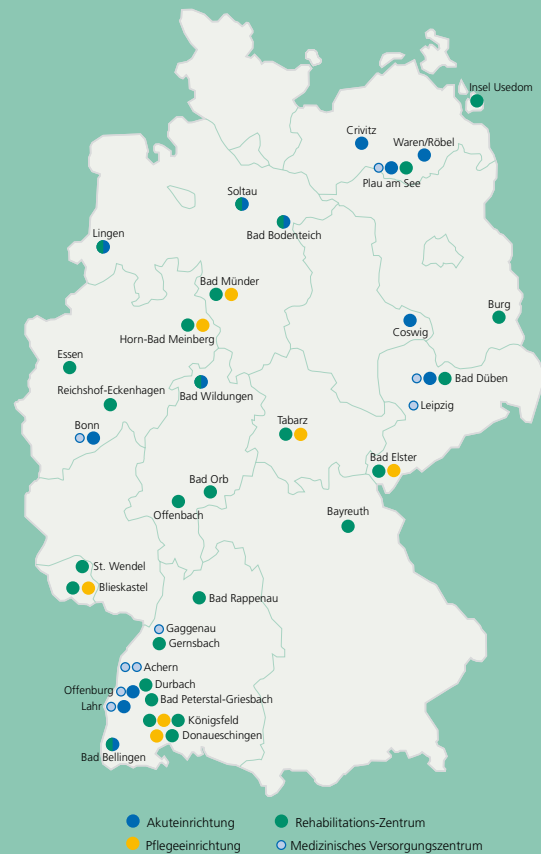 Insel Usedom
Crivitz
Waren/Röbel
Plau am See
Soltau
Bad Bodenteich
Lingen
Bad Münder
Burg
Coswig
Horn-Bad Meinberg
Essen
Bad Düben
Reichshof-Eckenhagen
Bad Wildungen
Leipzig
Bonn
Tabarz
Bad Elster
Bad Orb
Offenbach
Bayreuth
St. Wendel
Blieskastel
Bad Rappenau
Gaggenau
Gernsbach
Achern
Durbach
Offenburg
Bad Peterstal-Griesbach
Lahr
Königsfeld
Donaueschingen
Bad Bellingen
Akuteinrichtung
Rehabilitations-Zentrum
Pflegeeinrichtung
Medizinisches Versorgungszentrum